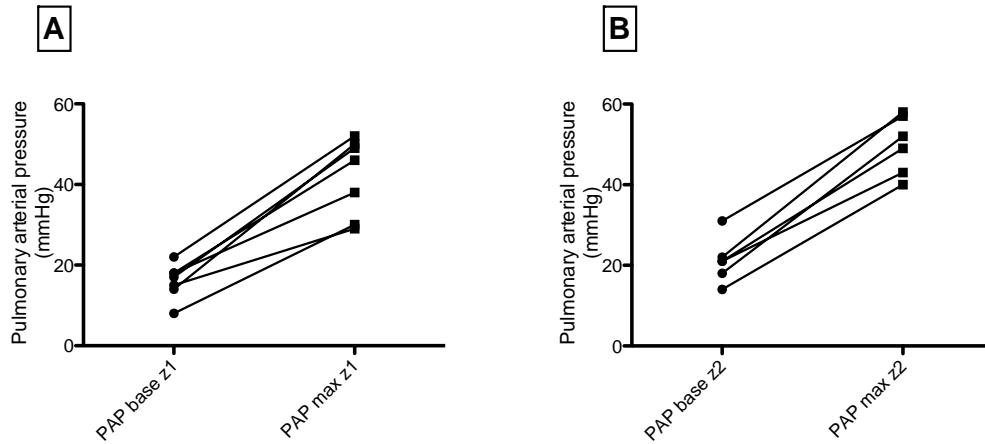 A
Pulmonary arterial pressure
(mmHg)
60
40
20
0
PAP base z1
PAP max z1
B
Pulmonary arterial pressure
(mmHg)
60
40
20
0
PAP base z2
PAP max z2